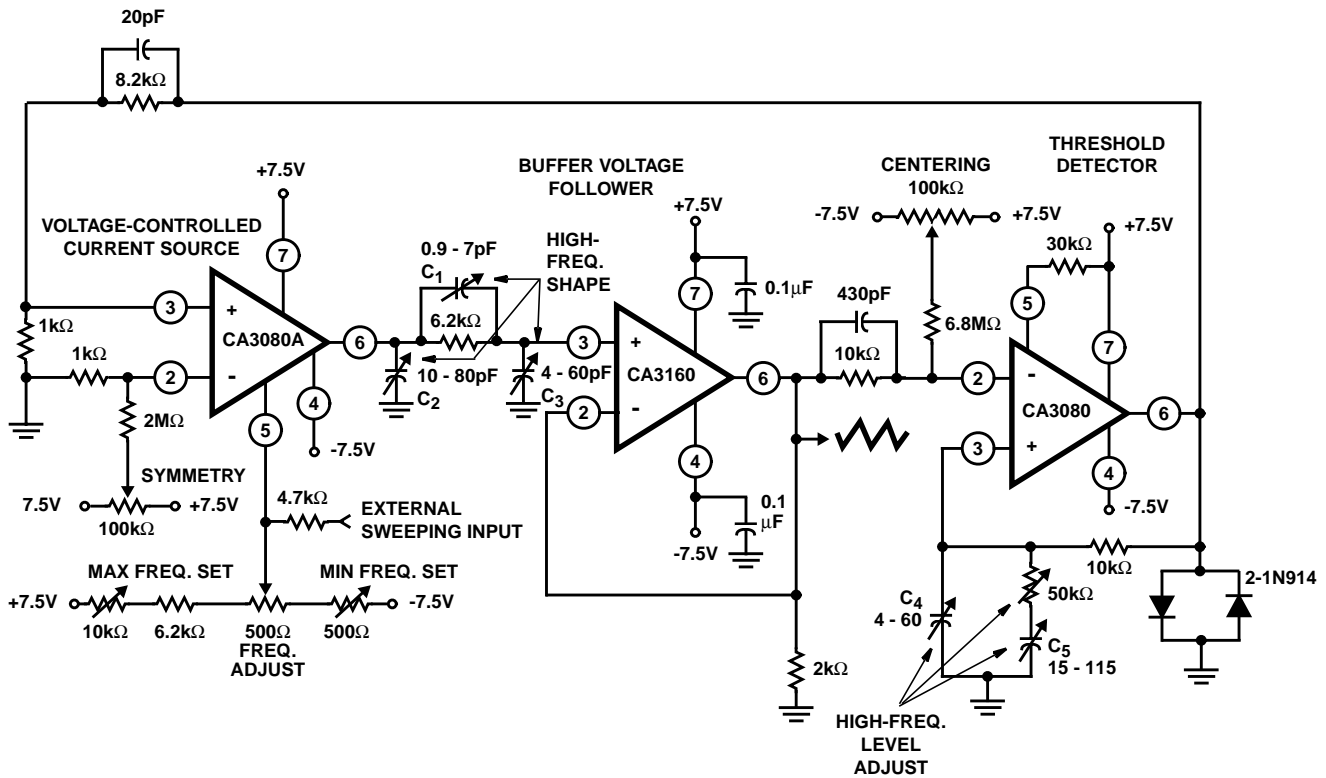 20pF
8.2kΩ
VOLTAGE-CONTROLLED
CURRENT SOURCE
+7.5V
7
3
+
CA3080A
6
1kΩ
1kΩ
2
-
4
-7.5V
5
2MΩ
SYMMETRY
7.5V
+7.5V
100kΩ
4.7kΩ
EXTERNAL
SWEEPING INPUT
MAX FREQ. SET
MIN FREQ. SET
+7.5V
-7.5V
10kΩ
6.2kΩ
500Ω
FREQ.
ADJUST
500Ω
0.9 - 7pF
C1
HIGH-
FREQ.
SHAPE
6.2kΩ
10 - 80pF
C2
4 - 60pF
C3
BUFFER VOLTAGE
FOLLOWER
+7.5V
7
0.1μF
3
+
CA3160
6
2
-
4
0.1
μF
-7.5V
2kΩ
430pF
10kΩ
CENTERING
100kΩ
-7.5V
+7.5V
6.8MΩ
THRESHOLD
DETECTOR
+7.5V
30kΩ
5
7
2
-
CA3080
6
3
+
4
-7.5V
10kΩ
2-1N914
C4
4 - 60
50kΩ
C5
15 - 115
HIGH-FREQ.
LEVEL
ADJUST